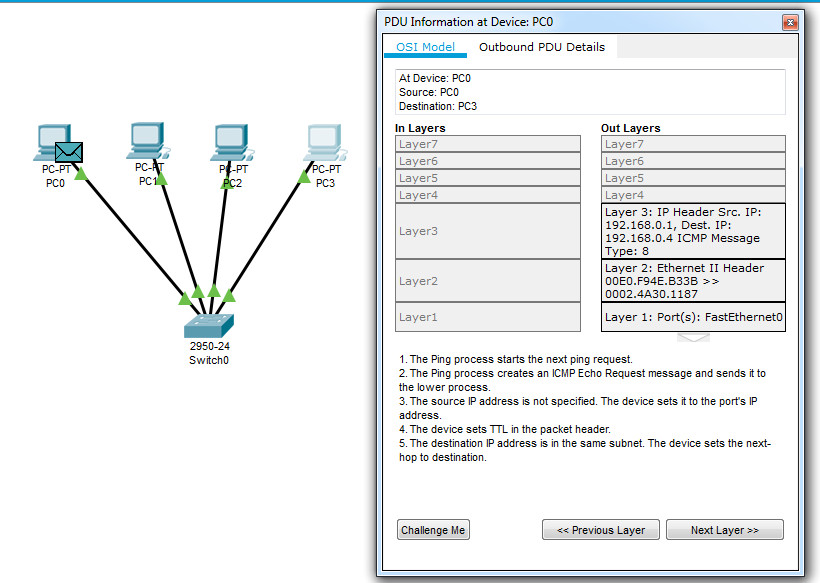 PDU Information at Device: PC0
OSI Model Outbound PDU Details
At Device: PC0
Source: PC0
Destination: PC3
In Layers Out Layers
Layer7 Layer7
Layer6 Layer6
Layer5 Layer5
Layer4 Layer4
Layer3
Layer 3: IP Header Src. IP:
192.168.0.1, Dest. IP:
192.168.0.4 ICMP Message
Type: 8
Layer2
Layer 2: Ethernet II Header
00E0.F94E.B33B >>
0002.4A30.1187
Layer1 Layer 1: Port(s): FastEthernet0
1. The Ping process starts the next ping request.
2. The Ping process creates an ICMP Echo Request message and sends it to
the lower process.
3. The source IP address is not specified. The device sets it to the port's IP
address.
4. The device sets TTL in the packet header.
5. The destination IP address is in the same subnet. The device sets the next-
hop to destination.
Challenge Me << Previous Layer Next Layer >>
PC-PT
PC0
PC-PT
PC1
PC-PT
PC2
PC-PT
PC3
2950-24
Switch0